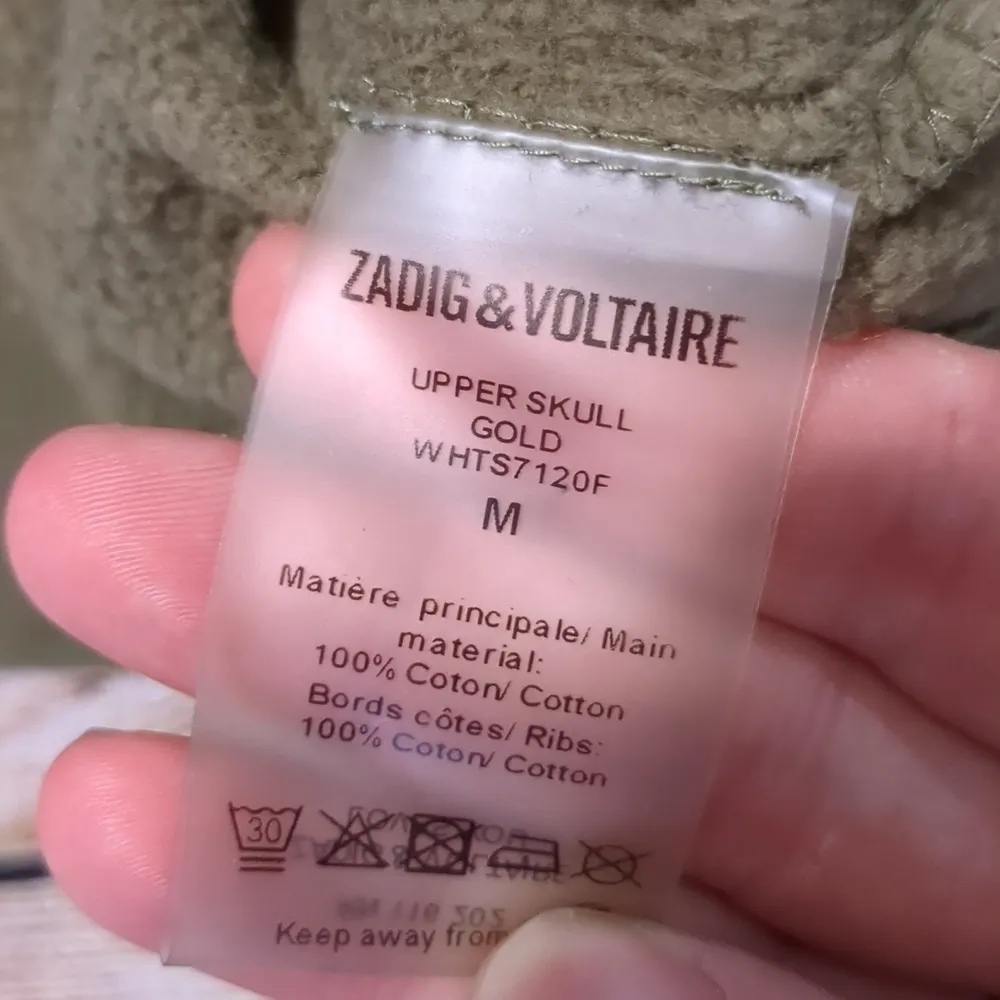 ZADIG & VOLTAIRE
UPPER SKULL
GOLD
WHTS7120F
M
Matière principale/ Main
material:
100% Coton/ Cotton
Bords côtes/ Ribs:
100% Coton/ Cotton
30
Keep away from